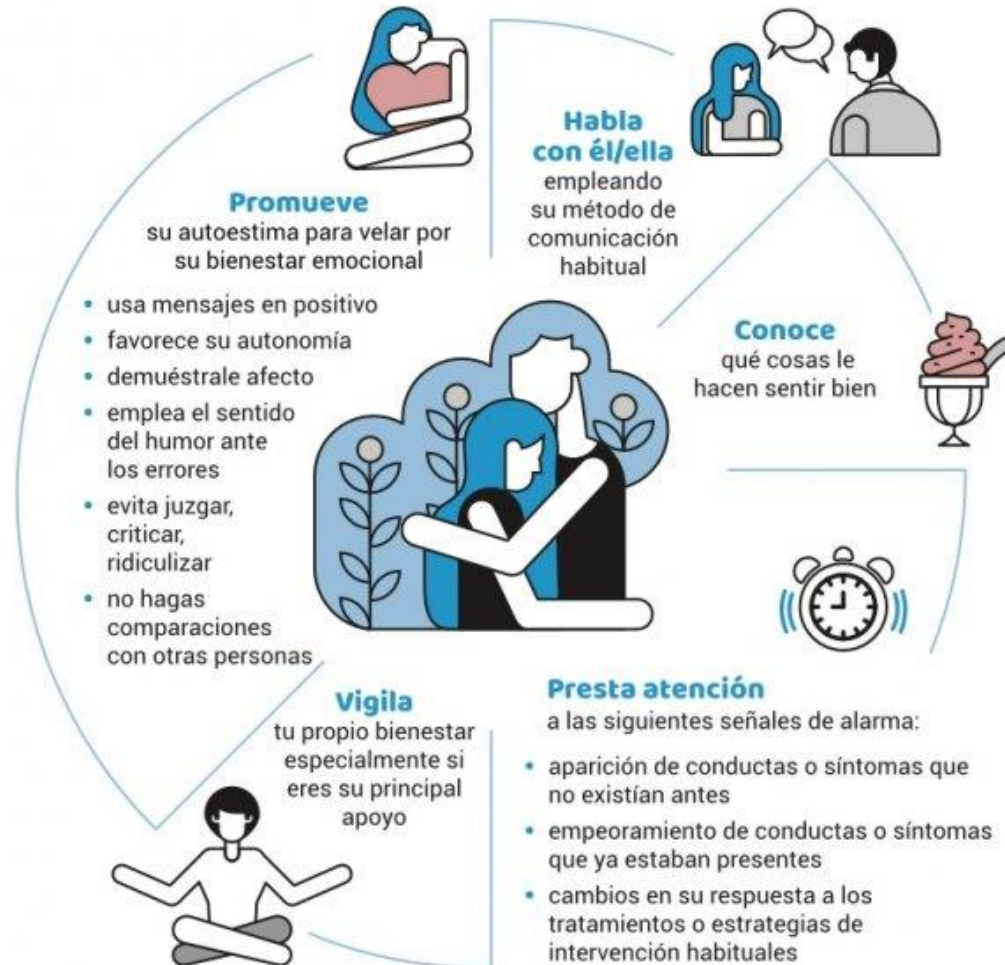 Promueve
su autoestima para velar por
su bienestar emocional
• usa mensajes en positivo
• favorece su autonomía
• demuéstrale afecto
• emplea el sentido
del humor ante
los errores
• evita juzgar,
criticar,
ridiculizar
• no hagas
comparaciones
con otras personas
Habla
con él/ella
empleando
su método de
comunicación
habitual
Conoce
qué cosas le
hacen sentir bien
Presta atención
a las siguientes señales de alarma:
• aparición de conductas o síntomas que
no existían antes
• empeoramiento de conductas o síntomas
que ya estaban presentes
• cambios en su respuesta a los
tratamientos o estrategias de
intervención habituales
Vigila
tu propio bienestar
especialmente si
eres su principal
apoyo